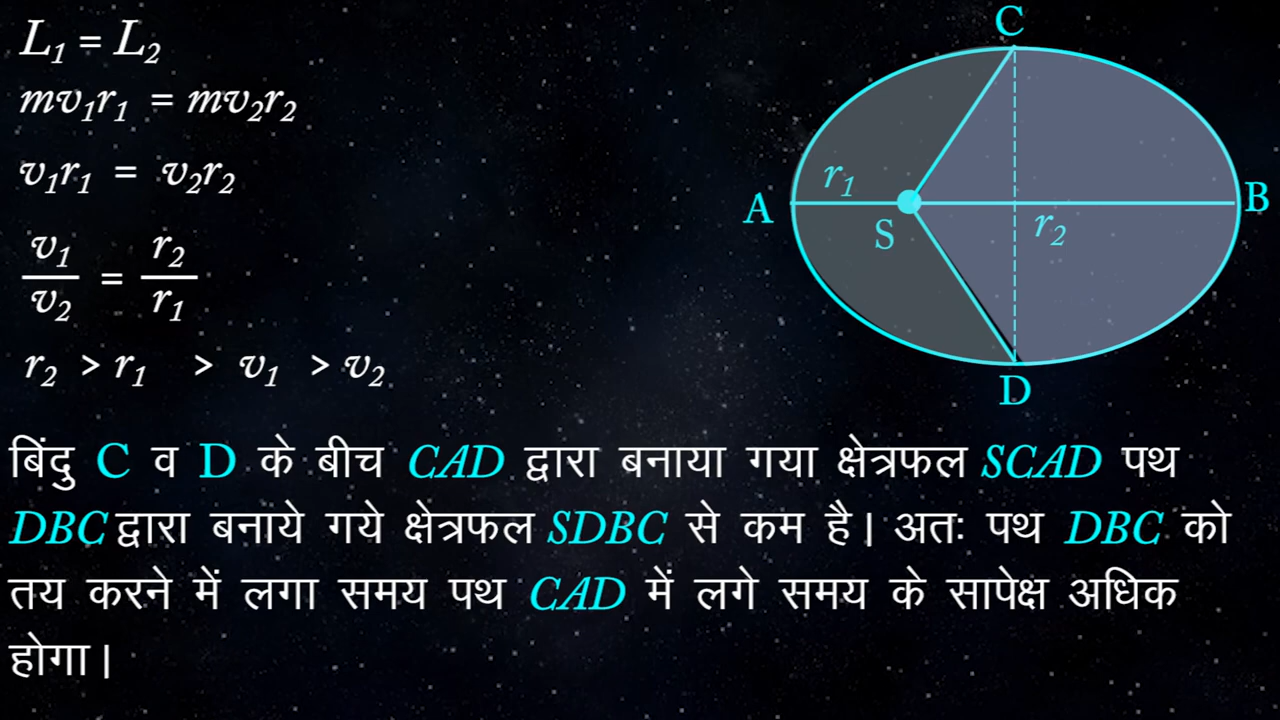 L₁ = L₂
mv₁r₁ = mv₂r₂
v₁r₁ = v₂r₂
v₁/v₂ = r₂/r₁
r₂ > r₁ > v₁ > v₂
C
A
r₁
S
r₂
B
D
बिंदु C व D के बीच CAD द्वारा बनाया गया क्षेत्रफल SCAD पथ
DBC द्वारा बनाये गये क्षेत्रफल SDBC से कम है। अतः पथ DBC को
तय करने में लगा समय पथ CAD में लगे समय के सापेक्ष अधिक
होगा।